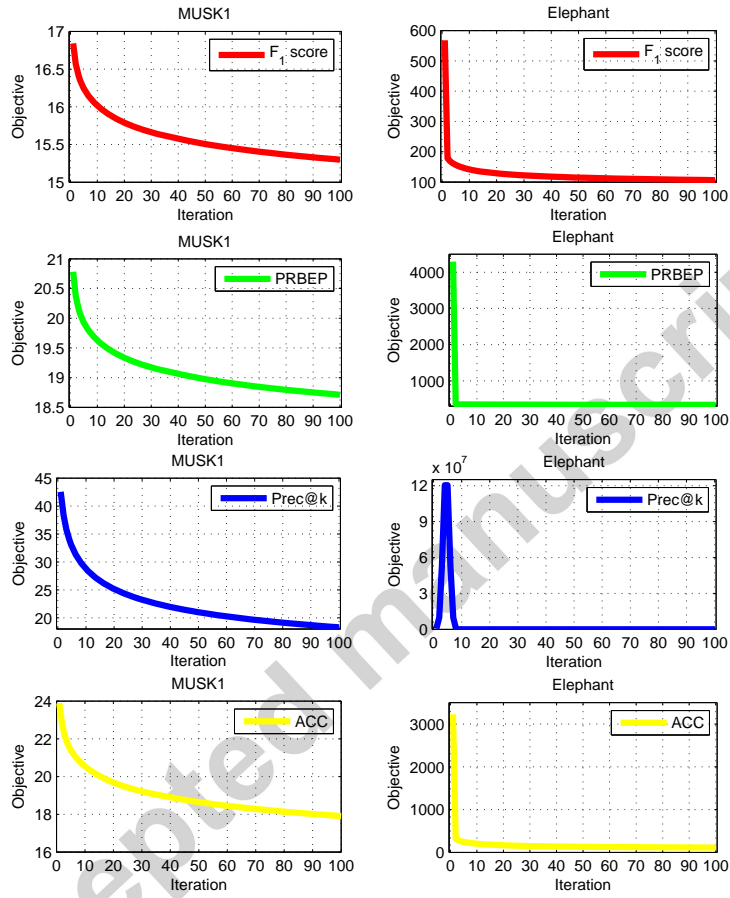 MUSK1
17
16.5
16
15.5
15
Objective
F1 score
0 10 20 30 40 50 60 70 80 90 100
Iteration
Elephant
600
500
400
300
200
100
Objective
F1 score
0 10 20 30 40 50 60 70 80 90 100
Iteration
MUSK1
21
20.5
20
19.5
19
18.5
Objective
PRBEP
0 10 20 30 40 50 60 70 80 90 100
Iteration
Elephant
4000
3000
2000
1000
Objective
PRBEP
0 10 20 30 40 50 60 70 80 90 100
Iteration
MUSK1
45
40
35
30
25
20
Objective
Prec@k
0 10 20 30 40 50 60 70 80 90 100
Iteration
Elephant
x 10^7
12
9
6
3
0
Objective
Prec@k
0 10 20 30 40 50 60 70 80 90 100
Iteration
MUSK1
24
22
20
18
16
Objective
ACC
0 10 20 30 40 50 60 70 80 90 100
Iteration
Elephant
3000
2000
1000
0
Objective
ACC
0 10 20 30 40 50 60 70 80 90 100
Iteration
epted manuscrip